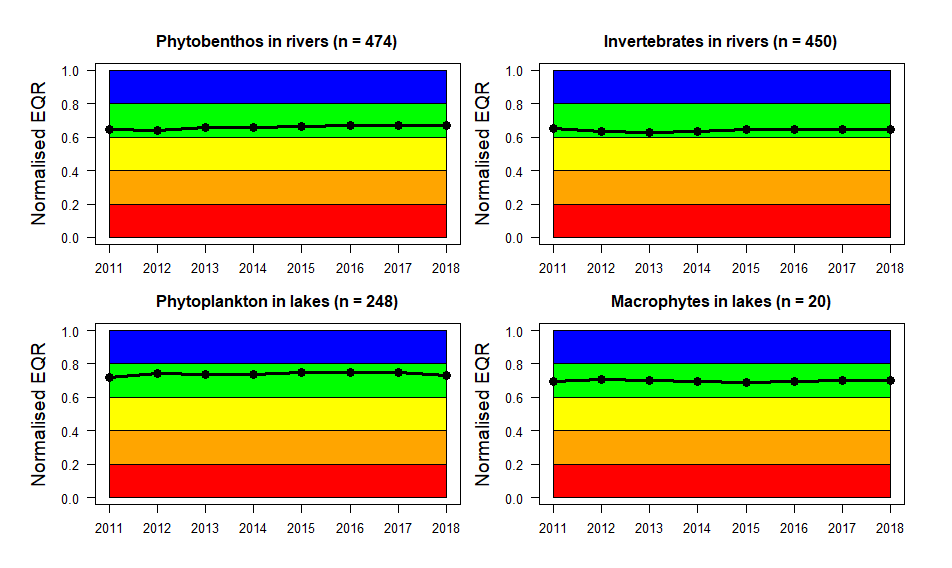 Phytobenthos in rivers (n = 474)
Normalised EQR
1.0
0.8
0.6
0.4
0.2
0.0
2011 2012 2013 2014 2015 2016 2017 2018
Invertebrates in rivers (n = 450)
Normalised EQR
1.0
0.8
0.6
0.4
0.2
0.0
2011 2012 2013 2014 2015 2016 2017 2018
Phytoplankton in lakes (n = 248)
Normalised EQR
1.0
0.8
0.6
0.4
0.2
0.0
2011 2012 2013 2014 2015 2016 2017 2018
Macrophytes in lakes (n = 20)
Normalised EQR
1.0
0.8
0.6
0.4
0.2
0.0
2011 2012 2013 2014 2015 2016 2017 2018